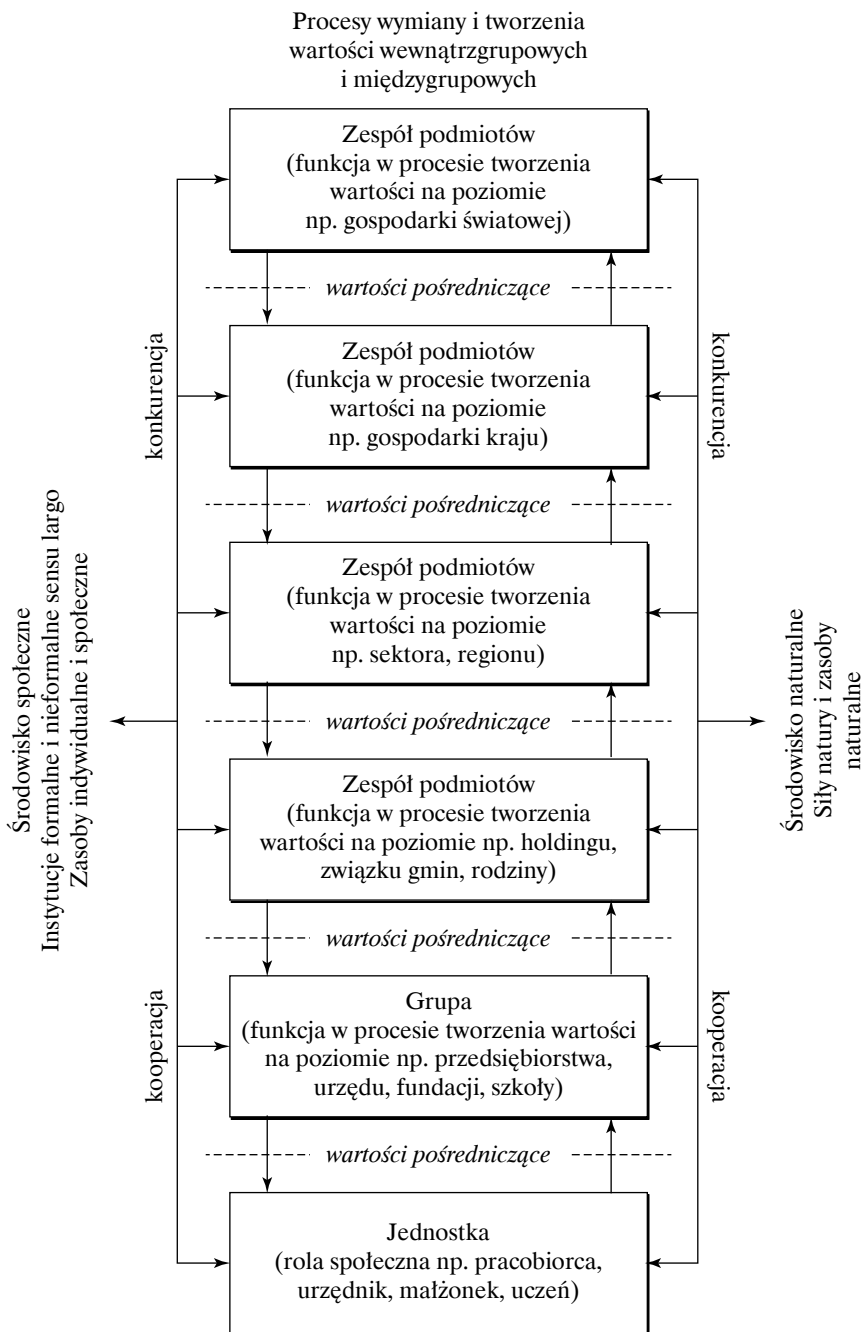 Procesy wymiany i tworzenia
wartości wewnątrzgrupowych
i międzygrupowych
Zespół podmiotów
(funkcja w procesie tworzenia
wartości na poziomie
np. gospodarki światowej)
wartości pośredniczące
Zespół podmiotów
(funkcja w procesie tworzenia
wartości na poziomie
np. gospodarki kraju)
wartości pośredniczące
Zespół podmiotów
(funkcja w procesie tworzenia
wartości na poziomie
np. sektora, regionu)
wartości pośredniczące
Zespół podmiotów
(funkcja w procesie tworzenia
wartości na poziomie np. holdingu,
związku gmin, rodziny)
wartości pośredniczące
Grupa
(funkcja w procesie tworzenia wartości
na poziomie np. przedsiębiorstwa,
urzędu, fundacji, szkoły)
wartości pośredniczące
Jednostka
(rola społeczna np. pracobiorca,
urzędnik, małżonek, uczeń)
konkurencja
kooperacja
Środowisko społeczne
Instytucje formalne i nieformalne sensu largo
Zasoby indywidualne i społeczne
konkurencja
kooperacja
Środowisko naturalne
Siły natury i zasoby
naturalne